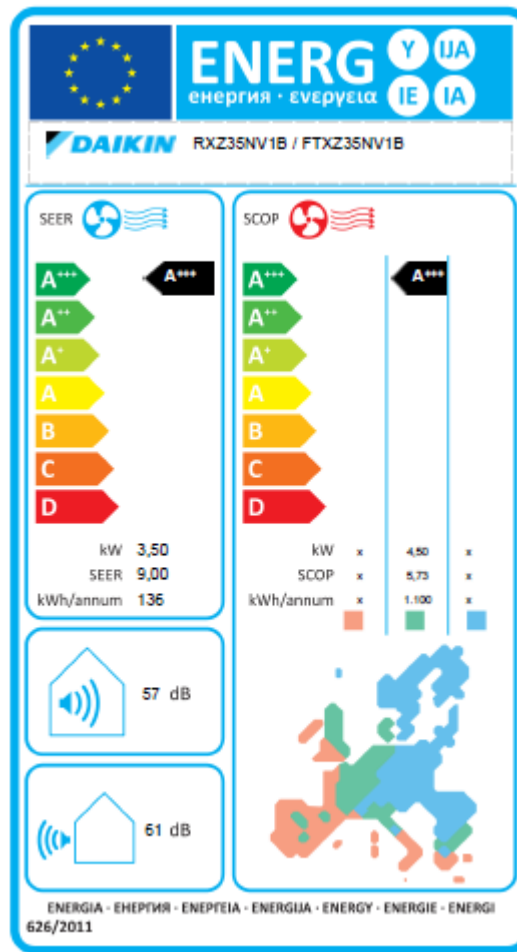 ENERG Y IJA
енергия · ενεργεια IE IA
DAIKIN RXZ35NV1B / FTXZ35NV1B
SEER
A+++ A+++
A++
A+
A
B
C
D
kW 3,50
SEER 9,00
kWh/annum 136
SCOP
A+++ A+++
A++
A+
A
B
C
D
kW x 4,50 x
SCOP x 5,73 x
kWh/annum x 1.100 x
57 dB
61 dB
ENERGIA - ЕНЕРГИЯ - ΕΝΕΡΓΕΙΑ - ENERGIJA - ENERGY - ENERGIE - ENERGI
626/2011